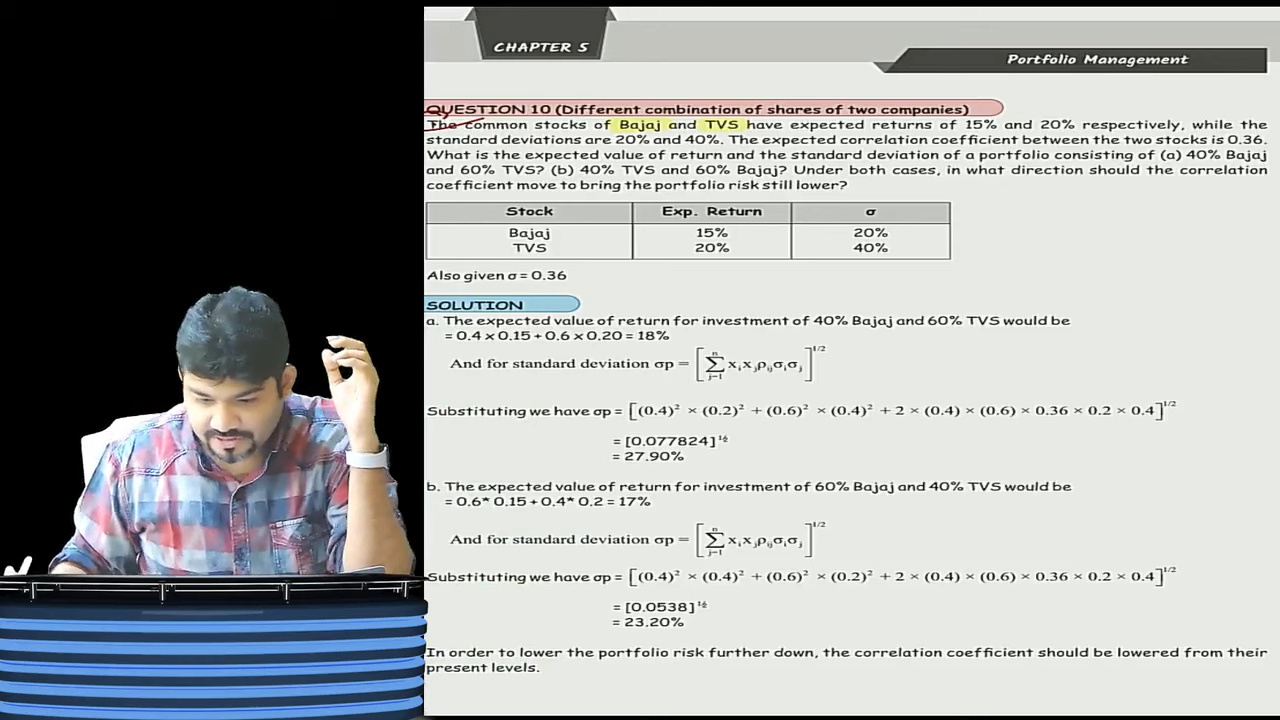 CHAPTER 5
Portfolio Management
QUESTION 10 (Different combination of shares of two companies)
The common stocks of Bajaj and TVS have expected returns of 15% and 20% respectively, while the
standard deviations are 20% and 40%. The expected correlation coefficient between the two stocks is 0.36.
What is the expected value of return and the standard deviation of a portfolio consisting of (a) 40% Bajaj
and 60% TVS? (b) 40% TVS and 60% Bajaj? Under both cases, in what direction should the correlation
coefficient move to bring the portfolio risk still lower?
Stock Exp. Return σ
Bajaj 15% 20%
TVS 20% 40%
Also given σ = 0.36
SOLUTION
a. The expected value of return for investment of 40% Bajaj and 60% TVS would be
= 0.4 x 0.15 + 0.6 x 0.20 = 18%
And for standard deviation σp = [∑ⁿⱼ₌₁ xᵢxⱼρᵢⱼσᵢσⱼ]^1/2
Substituting we have σp = [(0.4)² × (0.2)² + (0.6)² × (0.4)² + 2 × (0.4) × (0.6) × 0.36 × 0.2 × 0.4]^1/2
= [0.077824]^½
= 27.90%
b. The expected value of return for investment of 60% Bajaj and 40% TVS would be
= 0.6* 0.15 + 0.4* 0.2 = 17%
And for standard deviation σp = [∑ⁿⱼ₌₁ xᵢxⱼρᵢⱼσᵢσⱼ]^1/2
Substituting we have σp = [(0.4)² × (0.4)² + (0.6)² × (0.2)² + 2 × (0.4) × (0.6) × 0.36 × 0.2 × 0.4]^1/2
= [0.0538]^½
= 23.20%
In order to lower the portfolio risk further down, the correlation coefficient should be lowered from their
present levels.